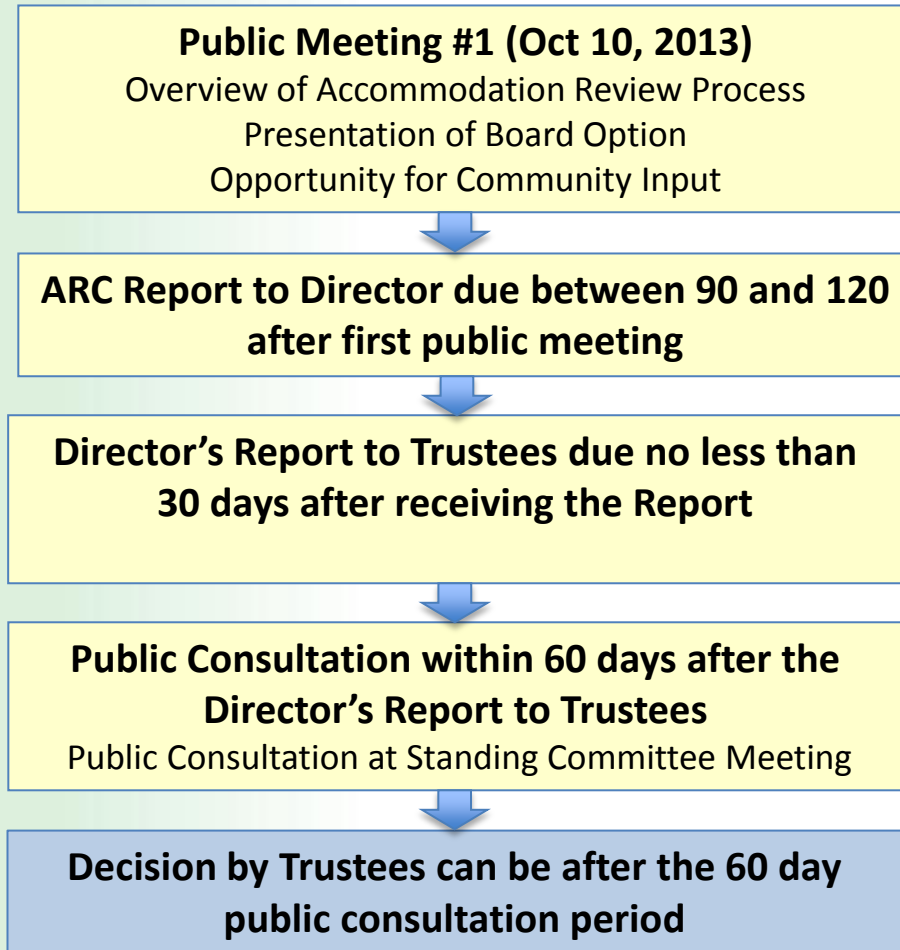 Public Meeting #1 (Oct 10, 2013)
Overview of Accommodation Review Process
Presentation of Board Option
Opportunity for Community Input
ARC Report to Director due between 90 and 120
after first public meeting
Director’s Report to Trustees due no less than
30 days after receiving the Report
Public Consultation within 60 days after the
Director’s Report to Trustees
Public Consultation at Standing Committee Meeting
Decision by Trustees can be after the 60 day
public consultation period